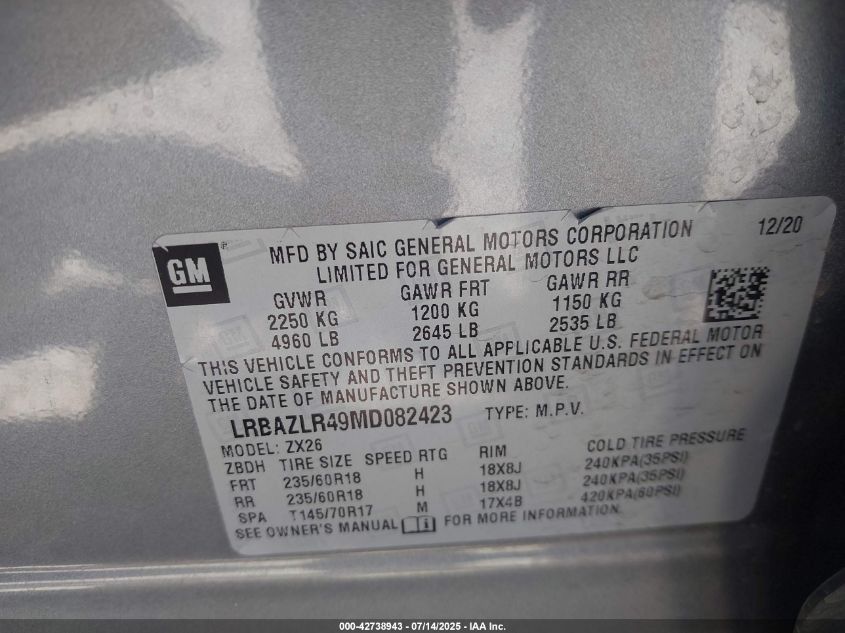 GM
®
MFD BY SAIC GENERAL MOTORS CORPORATION
12/20
LIMITED FOR GENERAL MOTORS LLC
GVWR GAWR FRT GAWR RR
2250 KG 1200 KG 1150 KG
4960 LB 2645 LB 2535 LB
THIS VEHICLE CONFORMS TO ALL APPLICABLE U.S. FEDERAL MOTOR
VEHICLE SAFETY AND THEFT PREVENTION STANDARDS IN EFFECT ON
THE DATE OF MANUFACTURE SHOWN ABOVE.
LRBAZLR49MD082423 TYPE: M.P.V.
MODEL: ZX26
ZBDH TIRE SIZE SPEED RTG RIM COLD TIRE PRESSURE
FRT 235/60R18 H 18X8J 240KPA(35PSI)
RR 235/60R18 H 18X8J 240KPA(35PSI)
SPA T145/70R17 M 17X4B 420KPA(60PSI)
SEE OWNER'S MANUAL FOR MORE INFORMATION.
000-42738943 - 07/14/2025 - IAA Inc.